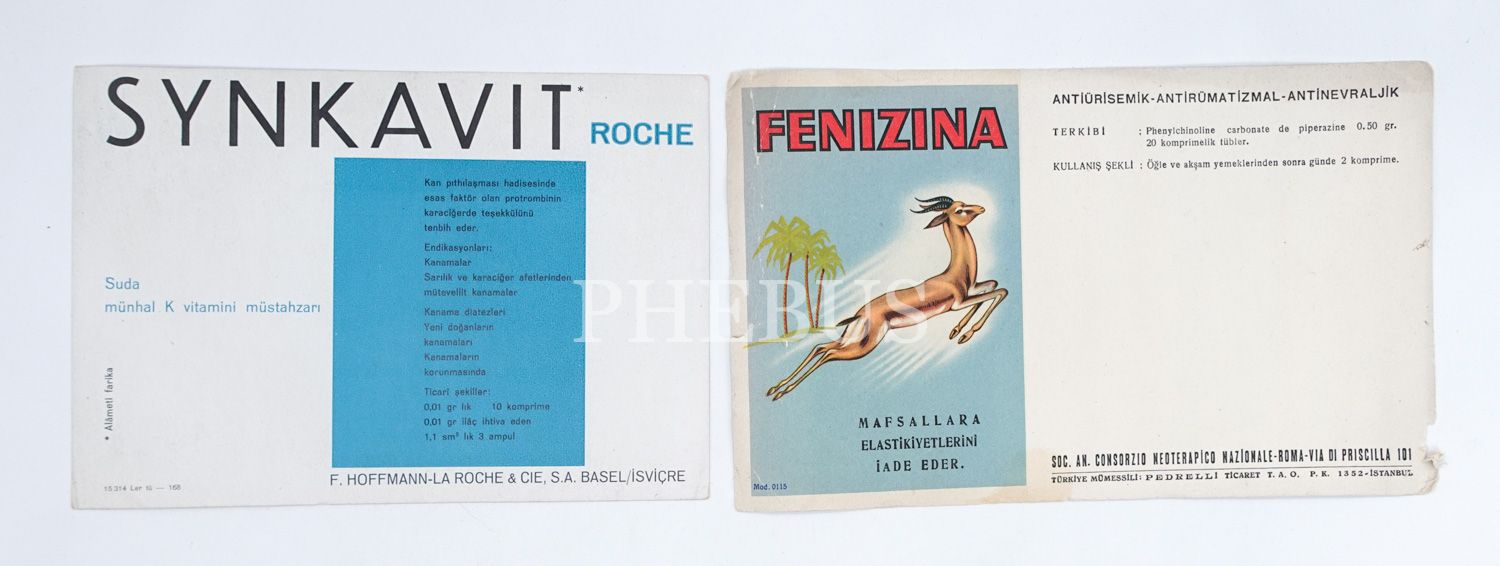 SYNKAVIT*
ROCHE
Kan pıthılaşması hadisesinde
esas faktör olan protrombinin
karaciğerde teşekkülünü
tenbih eder.
Endikasyonları:
Kanamalar
Sarılık ve karaciğer afetlerinden
mütevellit kanamalar
Kanama diatezleri
Yeni doğanların
kanamaları
Kanamaların
korunmasında
Ticarî şekiller:
0,01 gr lık 10 komprime
0,01 gr ilâç ihtiva eden
1,1 sm³ lık 3 ampul
Suda
münhal K vitamini müstahzarı
* Alâmeti farika
F. HOFFMANN-LA ROCHE & CIE, S.A. BASEL/İSVİÇRE
15314 Ler tü — 168
FENIZINA
MAFSALLARA
ELASTİKİYETLERİNİ
İADE EDER.
Mod. 0115
ANTİÜRİSEMİK-ANTİRÜMATİZMAL-ANTİNEVRALJİK
TERKİBİ : Phenylchinoline carbonate de piperazine 0.50 gr.
20 komprimelik tübler.
KULLANIŞ ŞEKLİ : Öğle ve akşam yemeklerinden sonra günde 2 komprime.
SOC. AN. CONSORZIO NEOTERAPICO NAZIONALE-ROMA-VIA DI PRISCILLA 101
TÜRKİYE MÜMESSİLİ: PEDRELLİ TİCARET T. A. O. P. K. 1352-İSTANBUL
PHEBUS